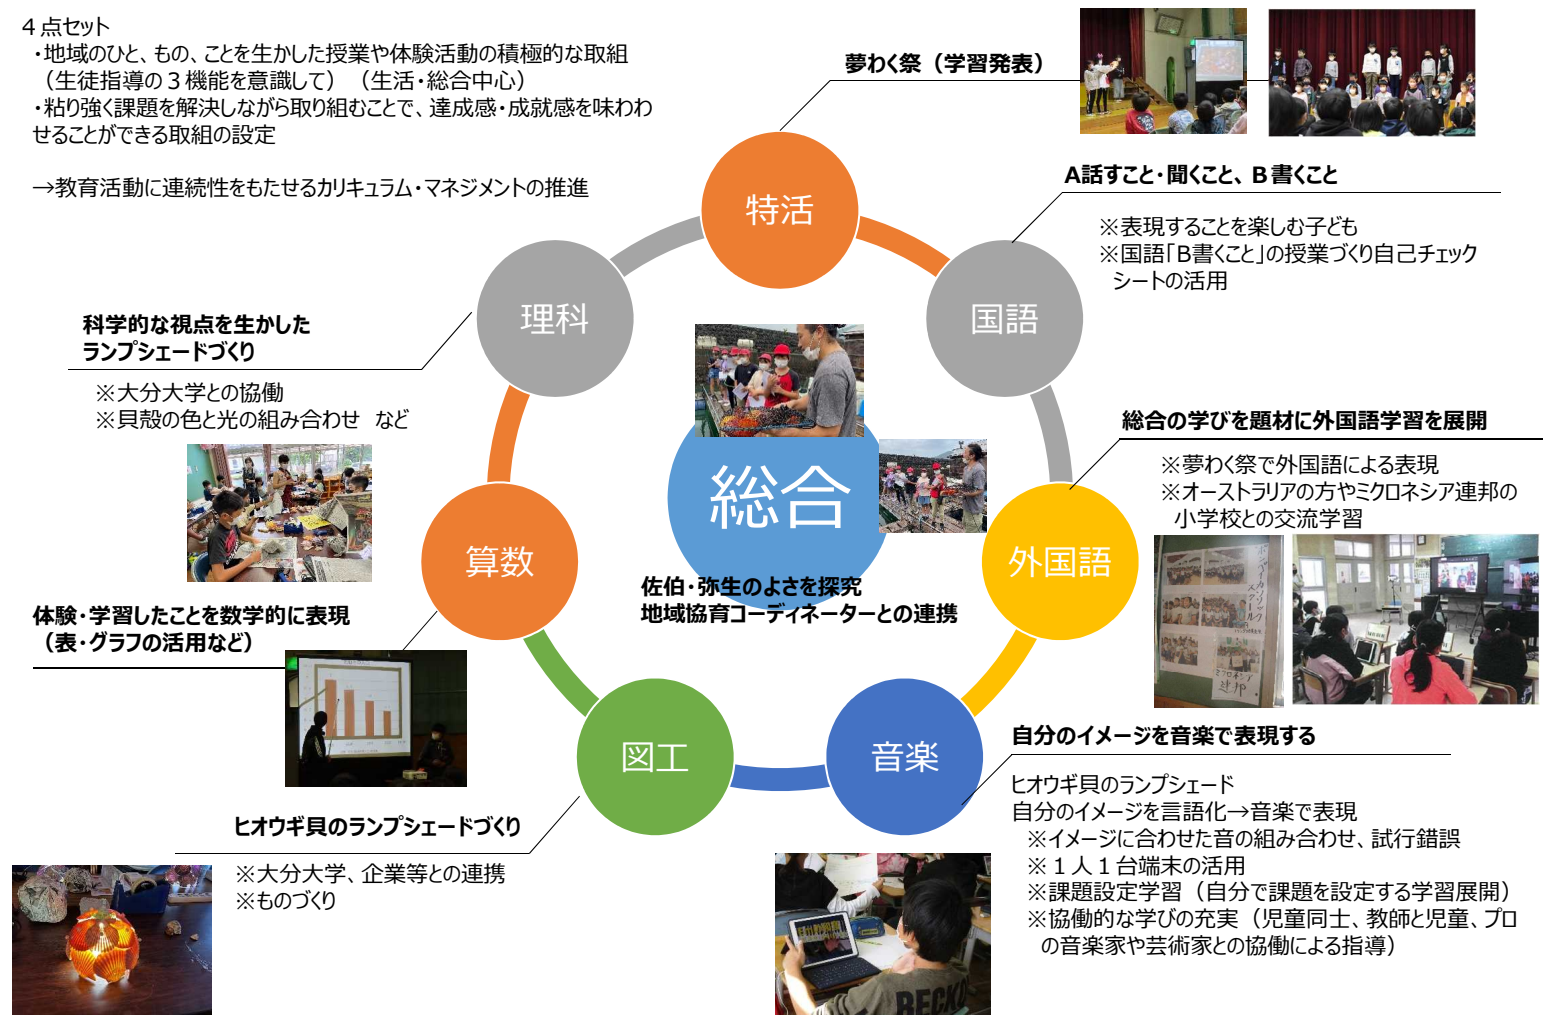 ４点セット
・地域のひと、もの、ことを生かした授業や体験活動の積極的な取組
（生徒指導の３機能を意識して）（生活・総合中心）
・粘り強く課題を解決しながら取り組むことで、達成感・成就感を味わわ
せることができる取組の設定
→教育活動に連続性をもたせるカリキュラム・マネジメントの推進
夢わく祭（学習発表）
特活
A話すこと・聞くこと、Ｂ書くこと
※表現することを楽しむ子ども
※国語「B書くこと」の授業づくり自己チェック
シートの活用
国語
理科
科学的な視点を生かした
ランプシェードづくり
※大分大学との協働
※貝殻の色と光の組み合わせ　など
総合
佐伯・弥生のよさを探究
地域協育コーディネーターとの連携
総合の学びを題材に外国語学習を展開
※夢わく祭で外国語による表現
※オーストラリアの方やミクロネシア連邦の
小学校との交流学習
外国語
ミクロネシア
連邦
算数
体験・学習したことを数学的に表現
（表・グラフの活用など）
図工
ヒオウギ貝のランプシェードづくり
※大分大学、企業等との連携
※ものづくり
音楽
自分のイメージを音楽で表現する
ヒオウギ貝のランプシェード
自分のイメージを言語化→音楽で表現
※イメージに合わせた音の組み合わせ、試行錯誤
※１人１台端末の活用
※課題設定学習（自分で課題を設定する学習展開）
※協働的な学びの充実（児童同士、教師と児童、プロ
の音楽家や芸術家との協働による指導）